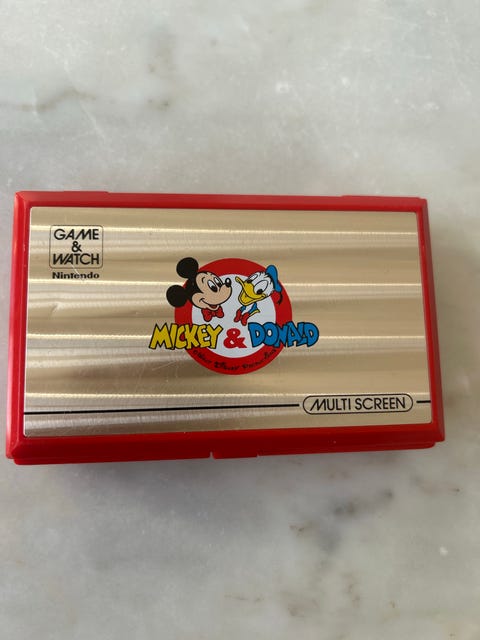 GAME
&
WATCH
Nintendo
MICKEY & DONALD
MULTI SCREEN